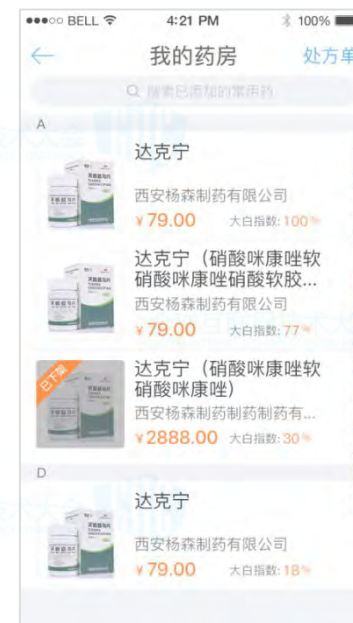 BELL
4:21 PM
100%
我的药房
处方单
搜索已添加的常用药
A
达克宁
西安杨森制药有限公司
¥79.00 大白指数:100%
达克宁（硝酸咪康唑软
硝酸咪康唑硝酸软胶...
西安杨森制药有限公司
¥79.00 大白指数:77%
已下架
达克宁（硝酸咪康唑软
硝酸咪康唑)
西安杨森制药制药制药有...
¥2888.00 大白指数:30%
D
达克宁
西安杨森制药有限公司
¥79.00 大白指数:18%